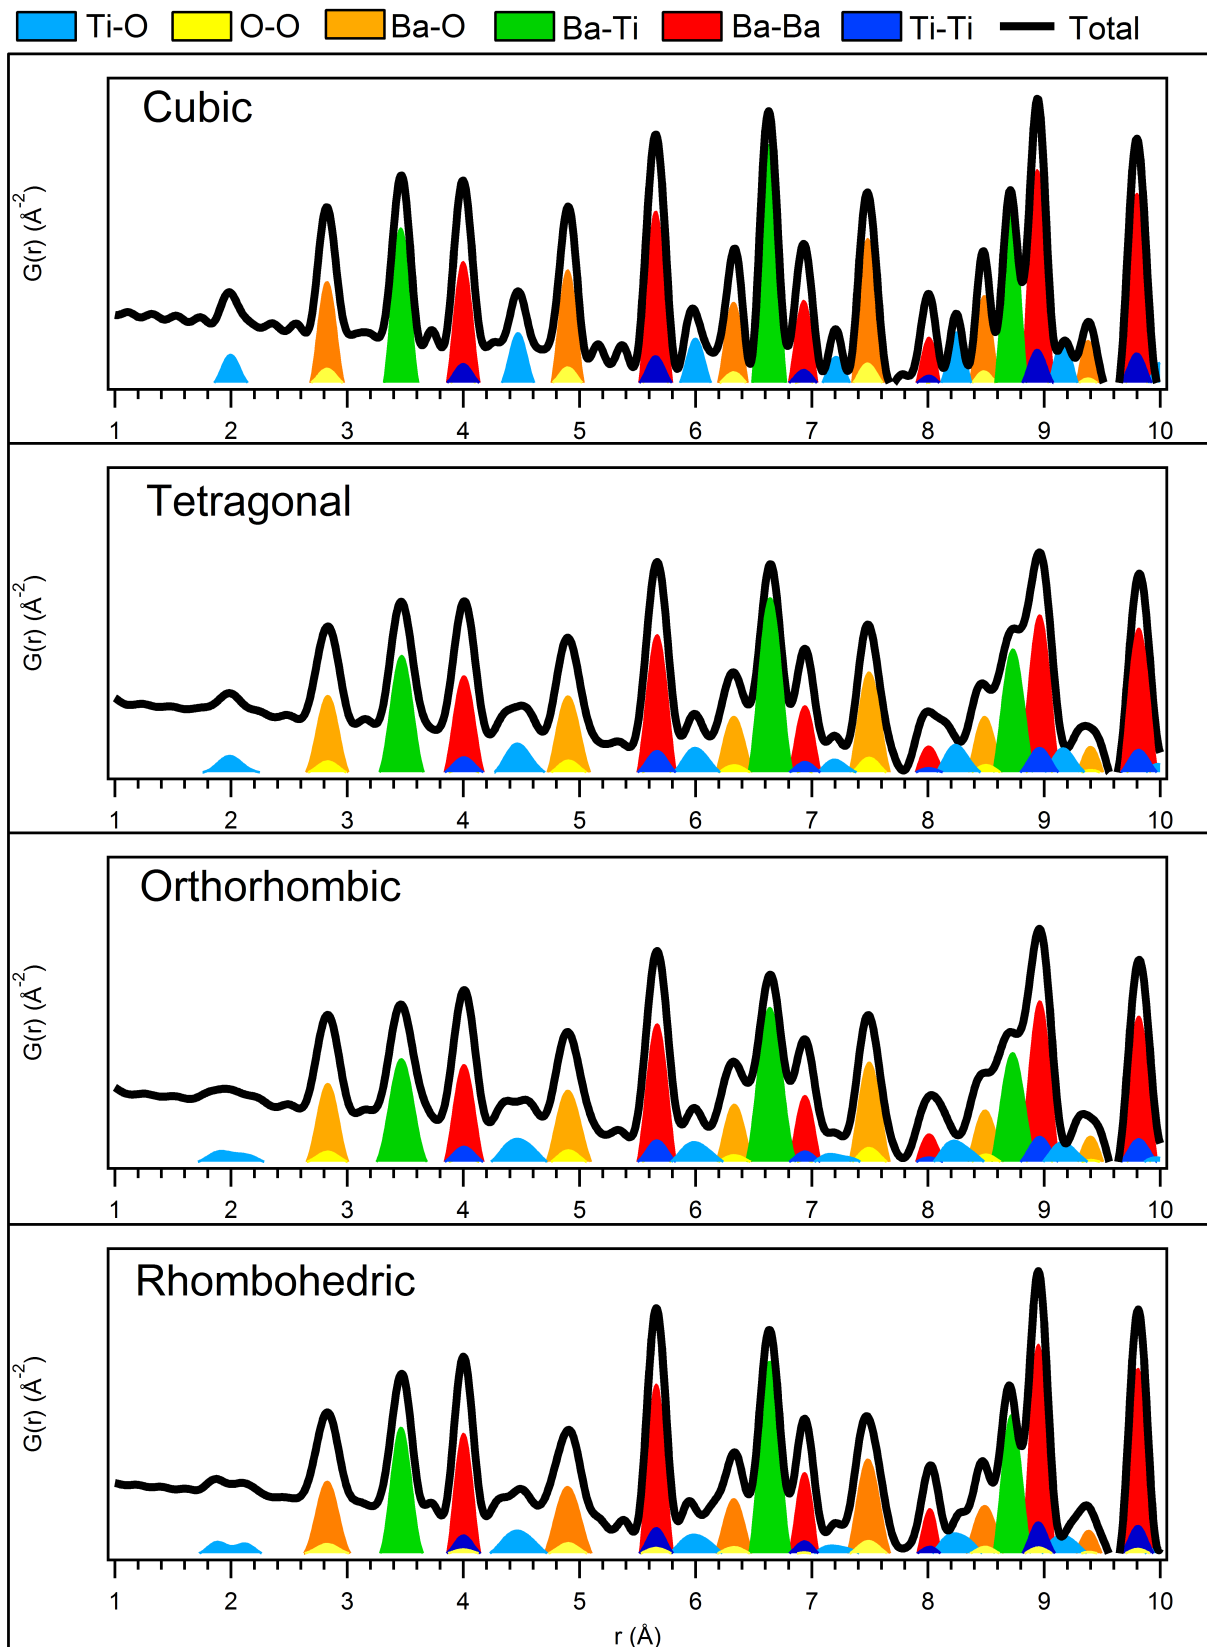 Ti-O O-O Ba-O Ba-Ti Ba-Ba Ti-Ti Total
Cubic
G(r) (Å⁻²)
1 2 3 4 5 6 7 8 9 10
Tetragonal
G(r) (Å⁻²)
1 2 3 4 5 6 7 8 9 10
Orthorhombic
G(r) (Å⁻²)
1 2 3 4 5 6 7 8 9 10
Rhombohedric
G(r) (Å⁻²)
1 2 3 4 5 6 7 8 9 10
r (Å)